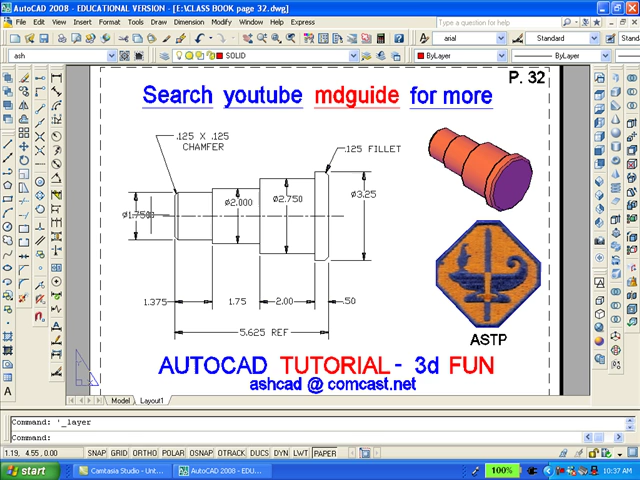 AutoCAD 2008 - EDUCATIONAL VERSION - [E:\CLASS BOOK page 32.dwg]
File Edit View Insert Format Tools Draw Dimension Modify Window Help Express
arial Standard Standa
ash SOLID ByLayer ByLayer
P. 32
Search youtube mdguide for more
.125 X .125
CHAMFER
.125 FILLET
ø1.750
ø2.000
ø2.750
ø3.25
1.375 1.75 2.00 .50
5.625 REF
ASTP
AUTOCAD TUTORIAL - 3d FUN
ashcad @ comcast.net
Model Layout1
Command: '_layer
Command:
1.19, 4.55, 0.00 SNAP GRID ORTHO POLAR OSNAP OTRACK DUCS DYN LWT PAPER
start Camtasia Studio - Unt... AutoCAD 2008 - EDU... 100% 10:37 AM